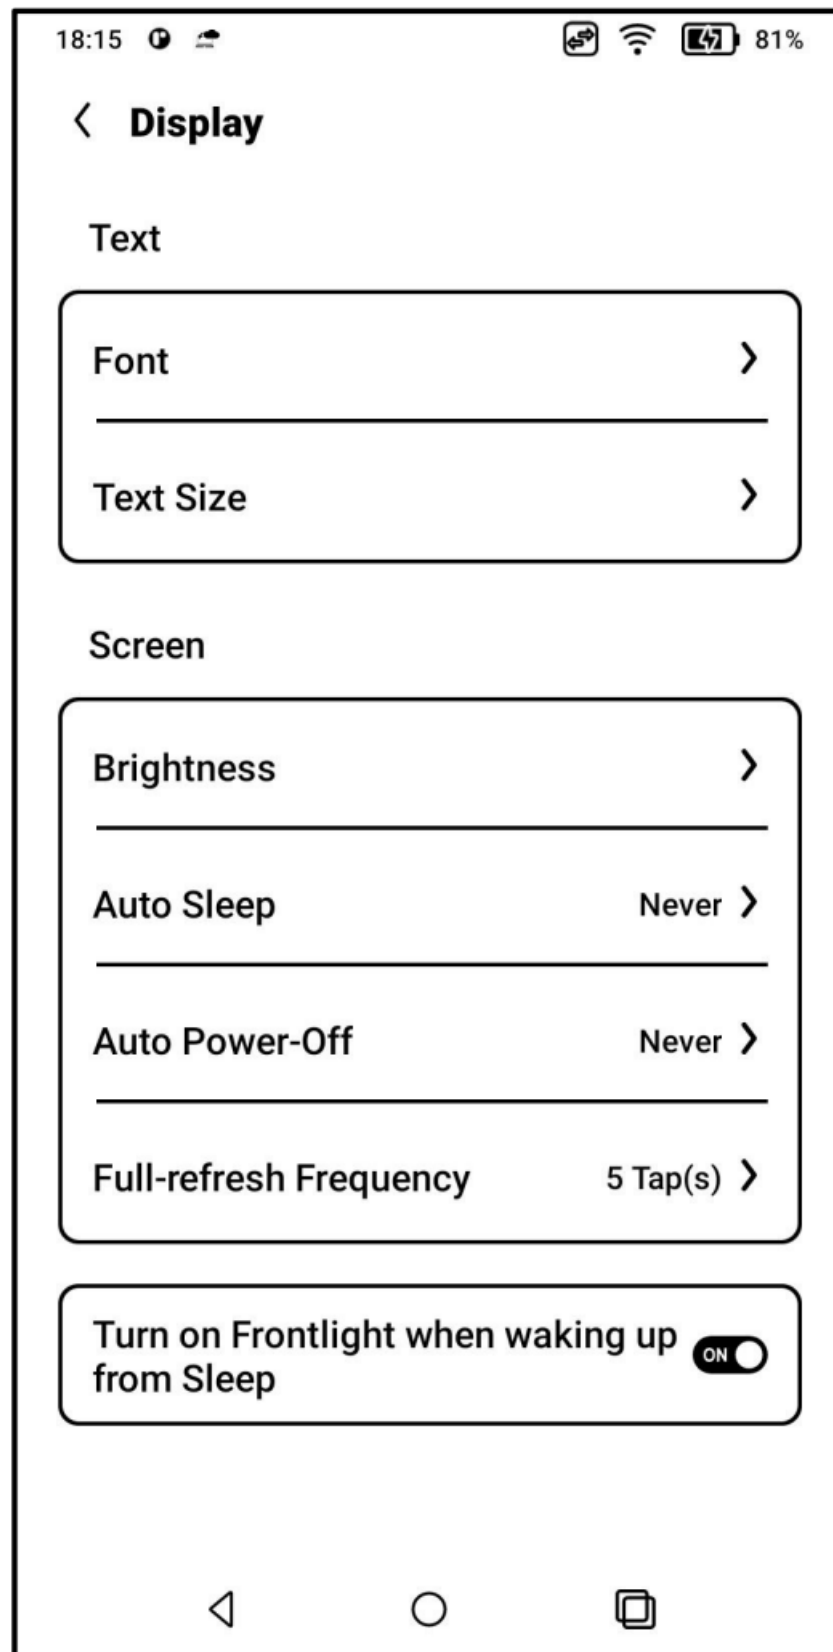 18:15 81%
Display
Text
Font
Text Size
Screen
Brightness
Auto Sleep Never
Auto Power-Off Never
Full-refresh Frequency 5 Tap(s)
Turn on Frontlight when waking up
from Sleep ON